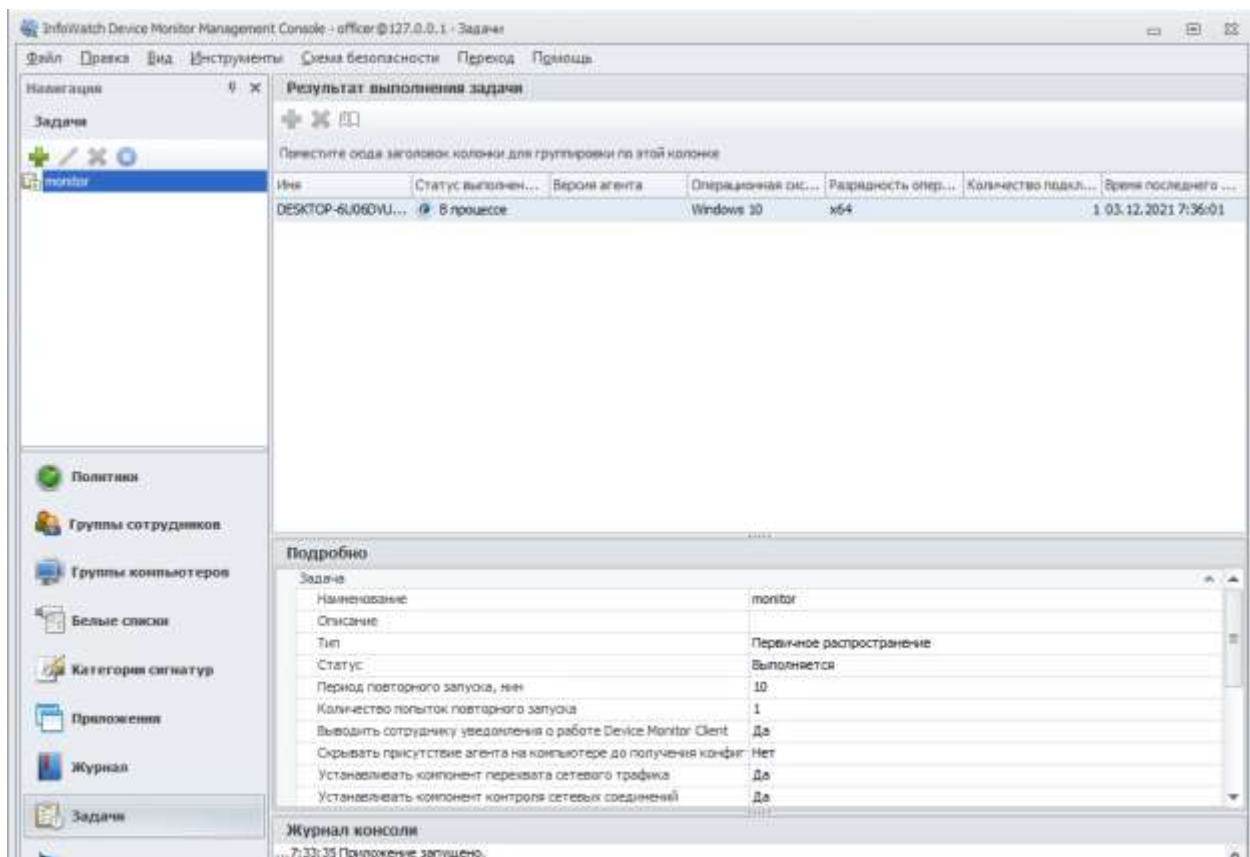 InfoWatch Device Monitor Management Console - officer@127.0.0.1 - Задачи
Файл Правка Вид Инструменты Схема безопасности Переход Помощь
Навигация
Задачи
monitor
Политики
Группы сотрудников
Группы компьютеров
Белые списки
Категории сигнатур
Приложения
Журнал
Задачи
Результат выполнения задачи
Поместите сюда заголовок колонки для группировки по этой колонке
Имя Статус выполнен... Версия агента Операционная сис... Разрядность опер... Количество подкл... Время последнего ...
DESKTOP-6U06DVU... В процессе Windows 10 x64 1 03.12.2021 7:36:01
Подробно
Задача
Наименование monitor
Описание
Тип Первичное распространение
Статус Выполняется
Период повторного запуска, мин 10
Количество попыток повторного запуска 1
Выводить сотруднику уведомления о работе Device Monitor Client Да
Скрывать присутствие агента на компьютере до получения конфиг Нет
Устанавливать компонент перехвата сетевого трафика Да
Устанавливать компонент контроля сетевых соединений Да
Журнал консоли
... 7:33:35 Приложение запущено.